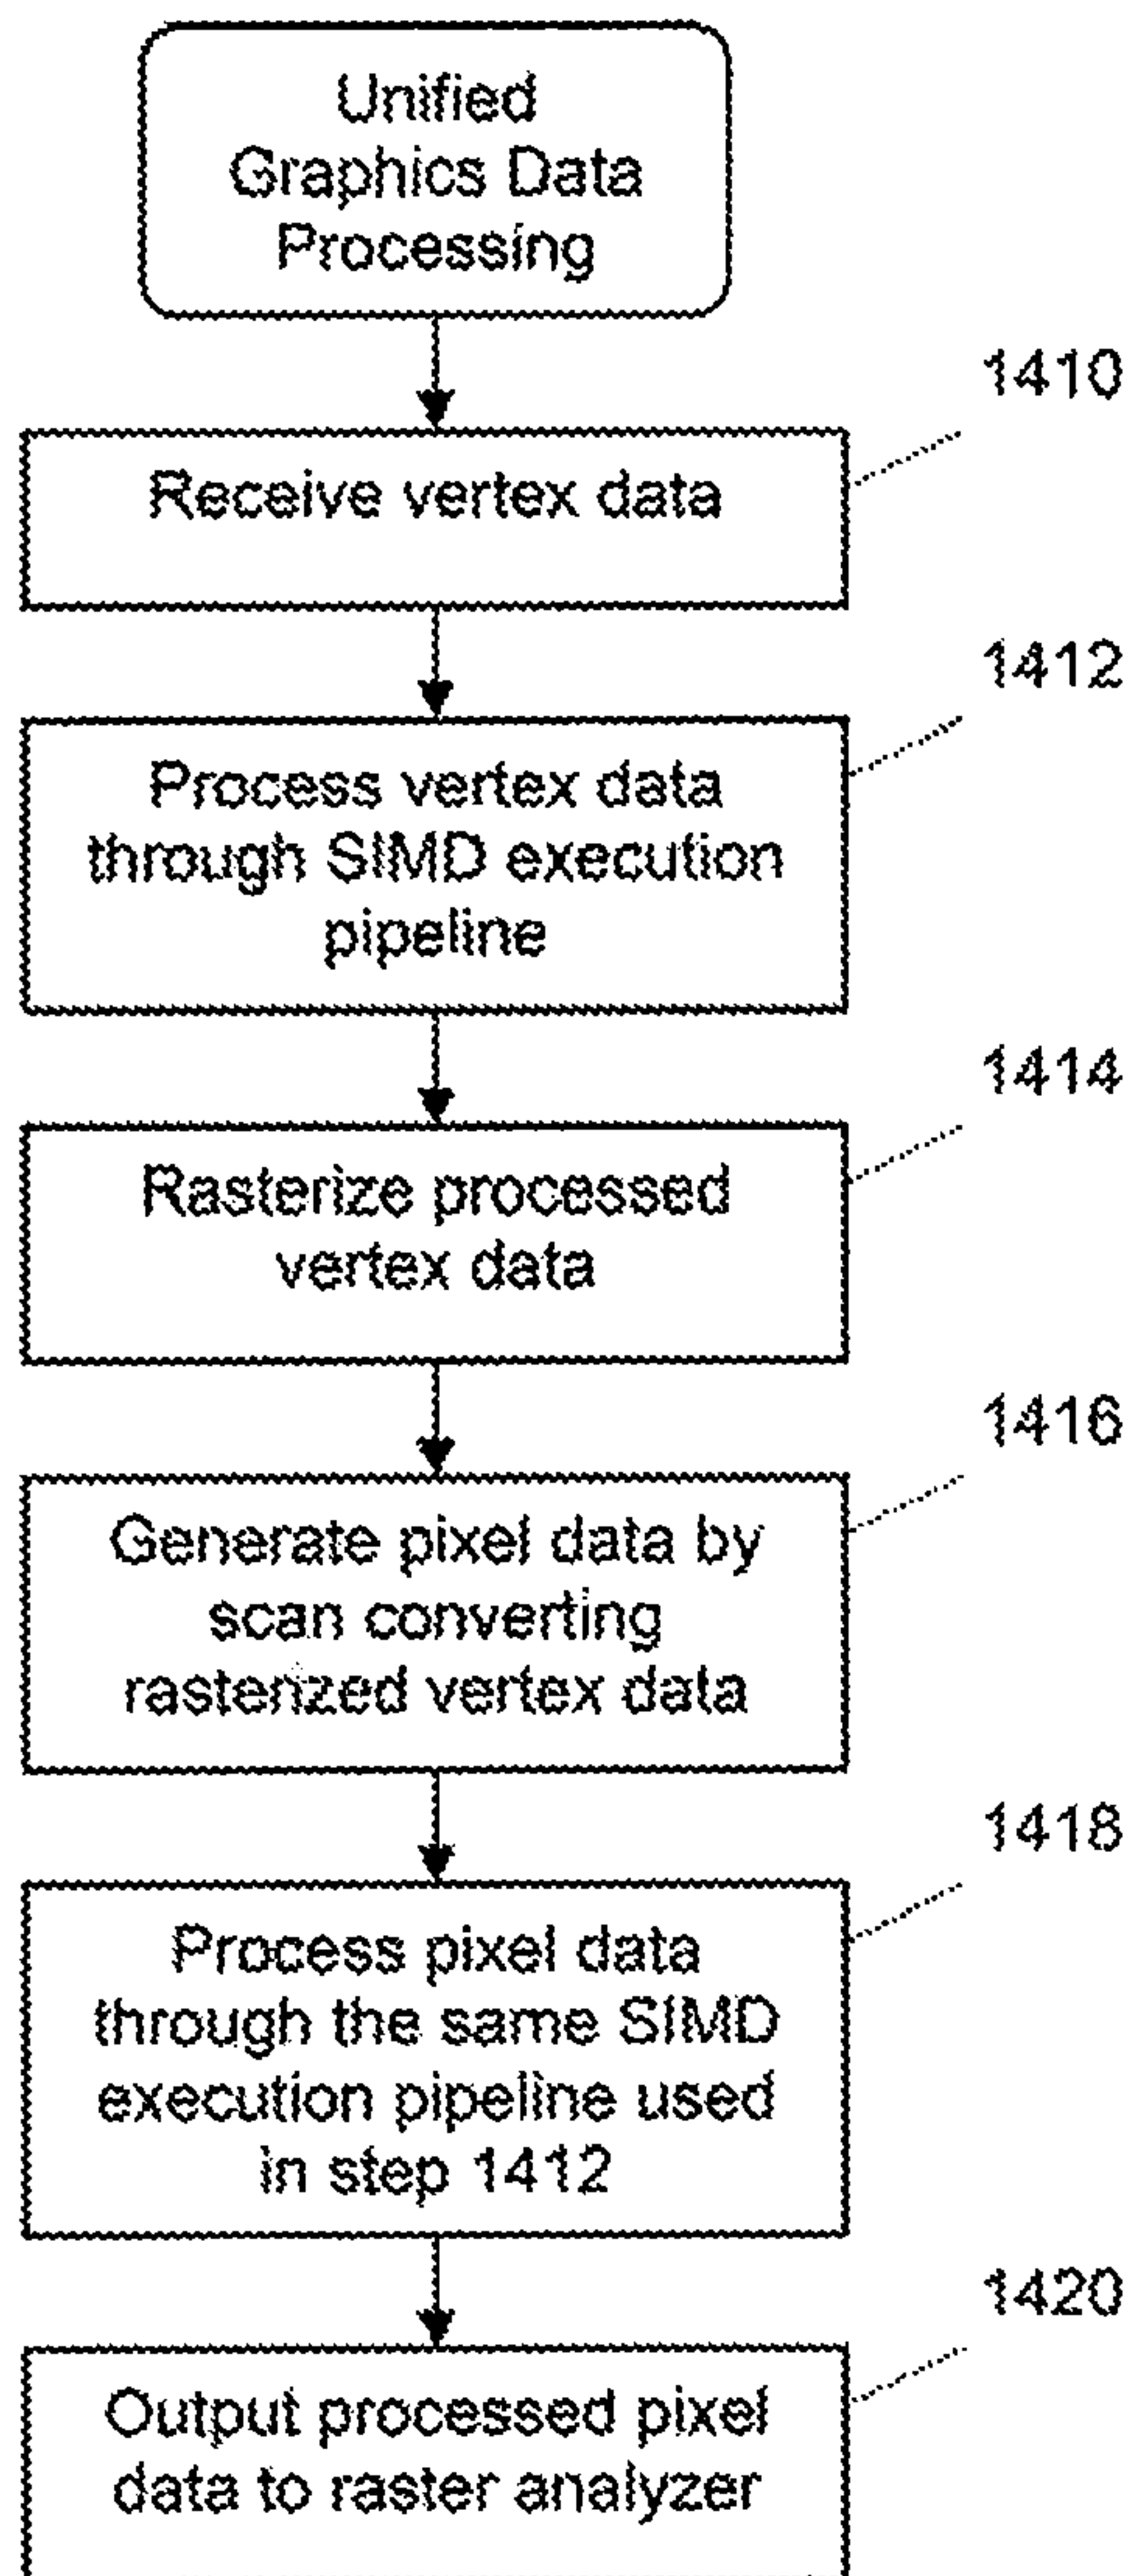 Unified
Graphics Data
Processing
1410
Receive vertex data
1412
Process vertex data
through SIMD execution
pipeline
1414
Rasterize processed
vertex data
1416
Generate pixel data by
scan converting
rasterized vertex data
1418
Process pixel data
through the same SIMD
execution pipeline used
in step 1412
1420
Output processed pixel
data to raster analyzer